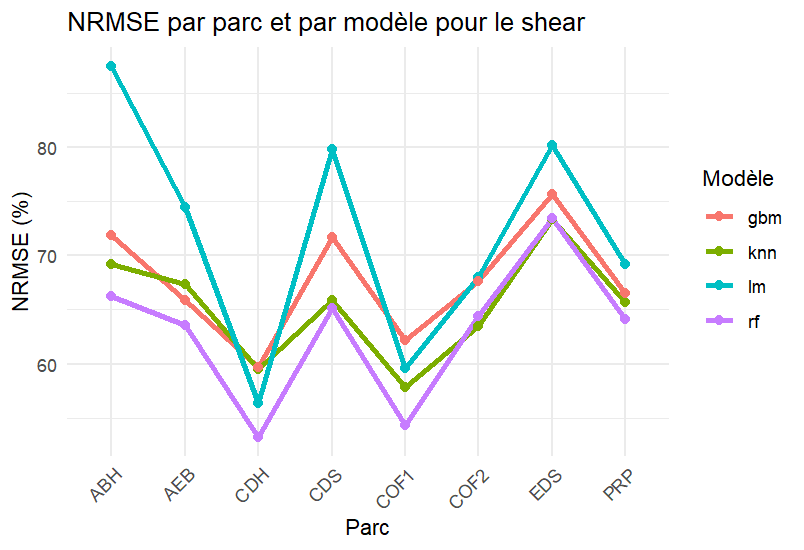 NRMSE par parc et par modèle pour le shear
NRMSE (%)
80
70
60
ABH
AEB
CDH
CDS
COF1
COF2
EDS
PRP
Parc
Modèle
gbm
knn
lm
rf